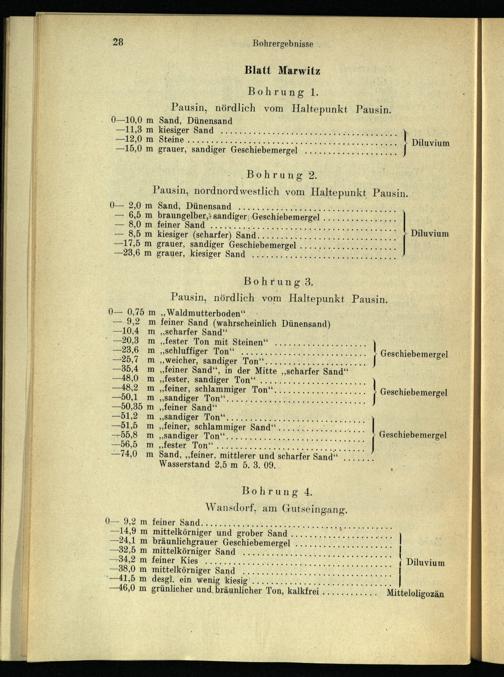 28 Bohrergebnisse
Blatt Marwitz
Bohrung 1.
Pausin, nördlich vom Haltepunkt Pausin.
0—10,0 m Sand, Dünensand
—11,3 m kiesiger Sand
—12,0 m Steine
—15,0 m grauer, sandiger Geschiebemergel
Diluvium
Bohrung 2.
Pausin, nordnordwestlich vom Haltepunkt Pausin.
0— 2,0 m Sand, Dünensand
— 6,5 m braungelber, sandiger Geschiebemergel
— 8,0 m feiner Sand
— 8,5 m kiesiger (scharfer) Sand
—17,5 m grauer, sandiger Geschiebemergel
—23,6 m grauer, kiesiger Sand
Diluvium
Bohrung 3.
Pausin, nördlich vom Haltepunkt Pausin.
0— 0,75 m „Waldmutterboden“
— 9,2 m feiner Sand (wahrscheinlich Dünensand)
—10,4 m „scharfer Sand“
—20,3 m „fester Ton mit Steinen“
—23,6 m „schluffiger Ton“
—25,7 m „weicher, sandiger Ton“
Geschiebemergel
—35,4 m „feiner Sand“, in der Mitte „scharfer Sand“
—48,0 m „fester, sandiger Ton“
—48,2 m „feiner, schlammiger Ton“
—50,1 m „sandiger Ton“
Geschiebemergel
—50,35 m „feiner Sand“
—51,2 m „sandiger Ton“
—51,5 m „feiner, schlammiger Sand“
—55,8 m „sandiger Ton“
—56,5 m „fester Ton“
Geschiebemergel
—74,0 m Sand, „feiner, mittlerer und scharfer Sand“
Wasserstand 2,5 m 5. 3. 09.
Bohrung 4.
Wansdorf, am Gutseingang.
0— 9,2 m feiner Sand
—14,9 m mittelkörniger und grober Sand
—24,1 m bräunlichgrauer Geschiebemergel
—32,5 m mittelkörniger Sand
—34,2 m feiner Kies
—38,0 m mittelkörniger Sand
—41,5 m desgl. ein wenig kiesig
Diluvium
—46,0 m grünlicher und bräunlicher Ton, kalkfrei Mitteloligozän